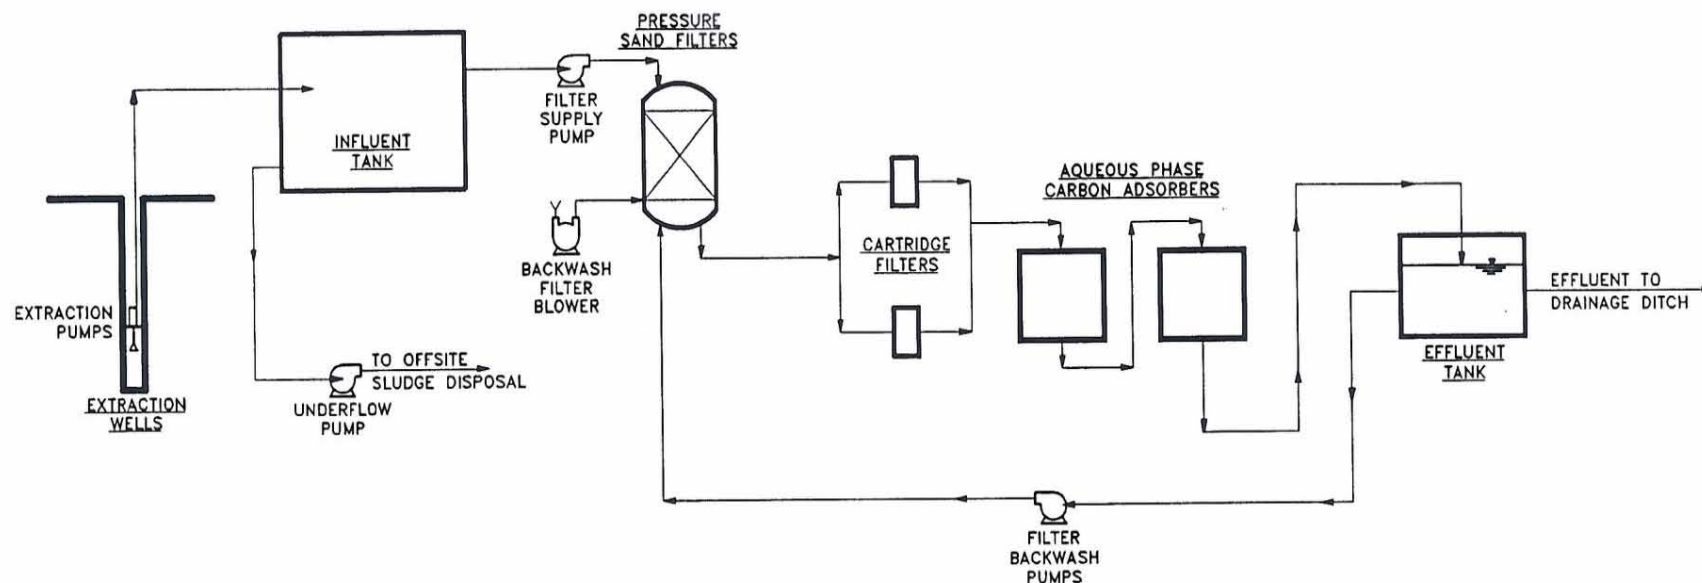 PRESSURE
SAND FILTERS
FILTER
SUPPLY
PUMP
INFLUENT
TANK
AQUEOUS PHASE
CARBON ADSORBERS
CARTRIDGE
FILTERS
BACKWASH
FILTER
BLOWER
EXTRACTION
PUMPS
EFFLUENT TO
DRAINAGE DITCH
EFFLUENT
TANK
TO OFFSITE
SLUDGE DISPOSAL
UNDERFLOW
PUMP
EXTRACTION
WELLS
FILTER
BACKWASH
PUMPS